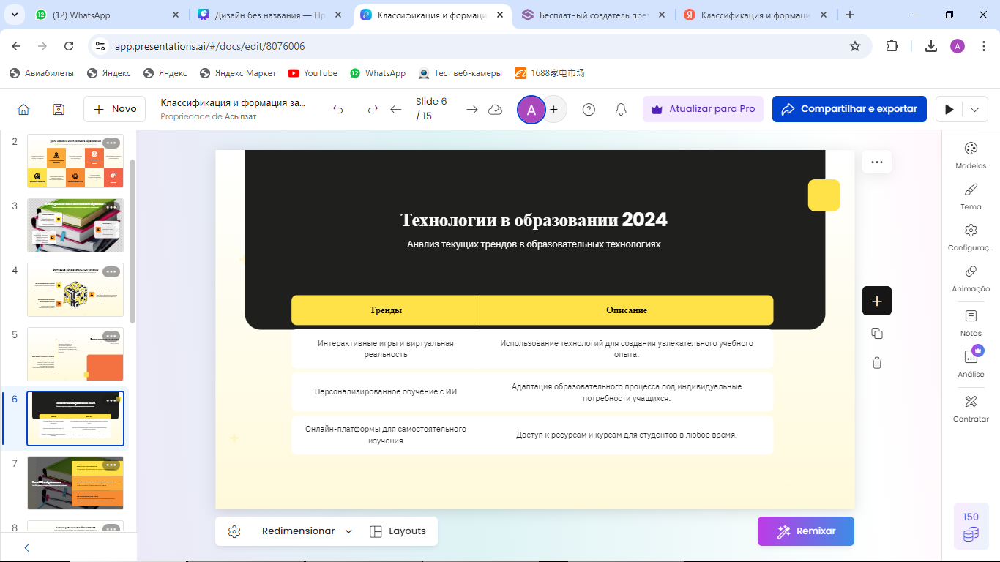 (12) WhatsApp
Дизайн без названия — Пр
Классификация и формаци
Бесплатный создатель през
Классификация и формаци
app.presentations.ai/#/docs/edit/8076006
A
Авиабилеты
Яндекс
Яндекс
Яндекс Маркет
YouTube
WhatsApp
Тест веб-камеры
1688家电市场
Novo
Классификация и формация за...
Propriedade de Асылзат
Slide 6
/ 15
A
Atualizar para Pro
Compartilhar e exportar
2
3
4
5
6
7
8
Технологии в образовании 2024
Анализ текущих трендов в образовательных технологиях
Тренды
Описание
Интерактивные игры и виртуальная
реальность
Использование технологий для создания увлекательного учебного
опыта.
Персонализированное обучение с ИИ
Адаптация образовательного процесса под индивидуальные
потребности учащихся.
Онлайн-платформы для самостоятельного
изучения
Доступ к ресурсам и курсам для студентов в любое время.
Modelos
Tema
Configuraç...
Animação
Notas
Análise
Contratar
150
Redimensionar
Layouts
Remixar